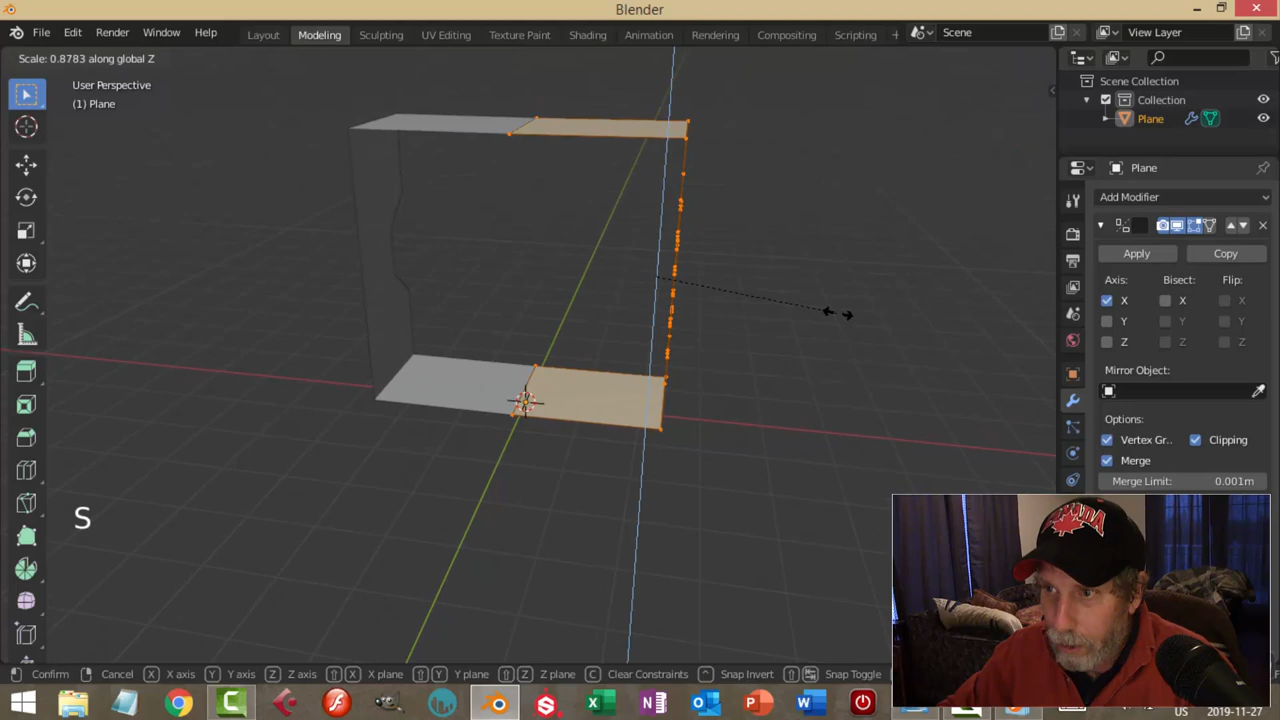 Blender
File Edit Render Window Help
Layout Modeling Sculpting UV Editing Texture Paint Shading Animation Rendering Compositing Scripting +
Scene
View Layer
Scale: 0.8783 along global Z
User Perspective
(1) Plane
Scene Collection
Collection
Plane
Plane
Add Modifier
Apply Copy
Axis: Bisect: Flip:
X X X
Y Y Y
Z Z Z
Mirror Object:
Options:
Vertex Gr.. Clipping
Merge
Merge Limit: 0.001m
S
CANADA
Confirm Cancel X X axis Y Y axis Z Z axis X X plane Y Y plane Z Z plane C Clear Constraints Snap Invert Snap Toggle
US 2019-11-27